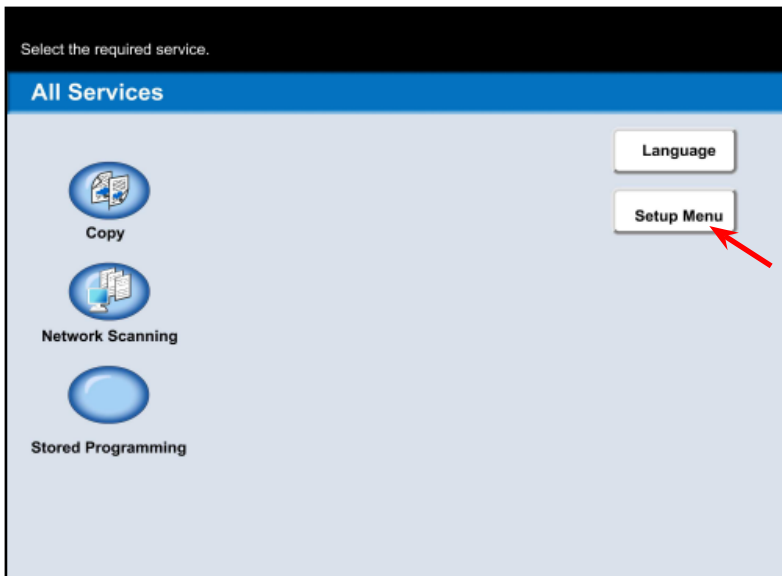 Select the required service.
All Services
Language
Copy
Setup Menu
Network Scanning
Stored Programming